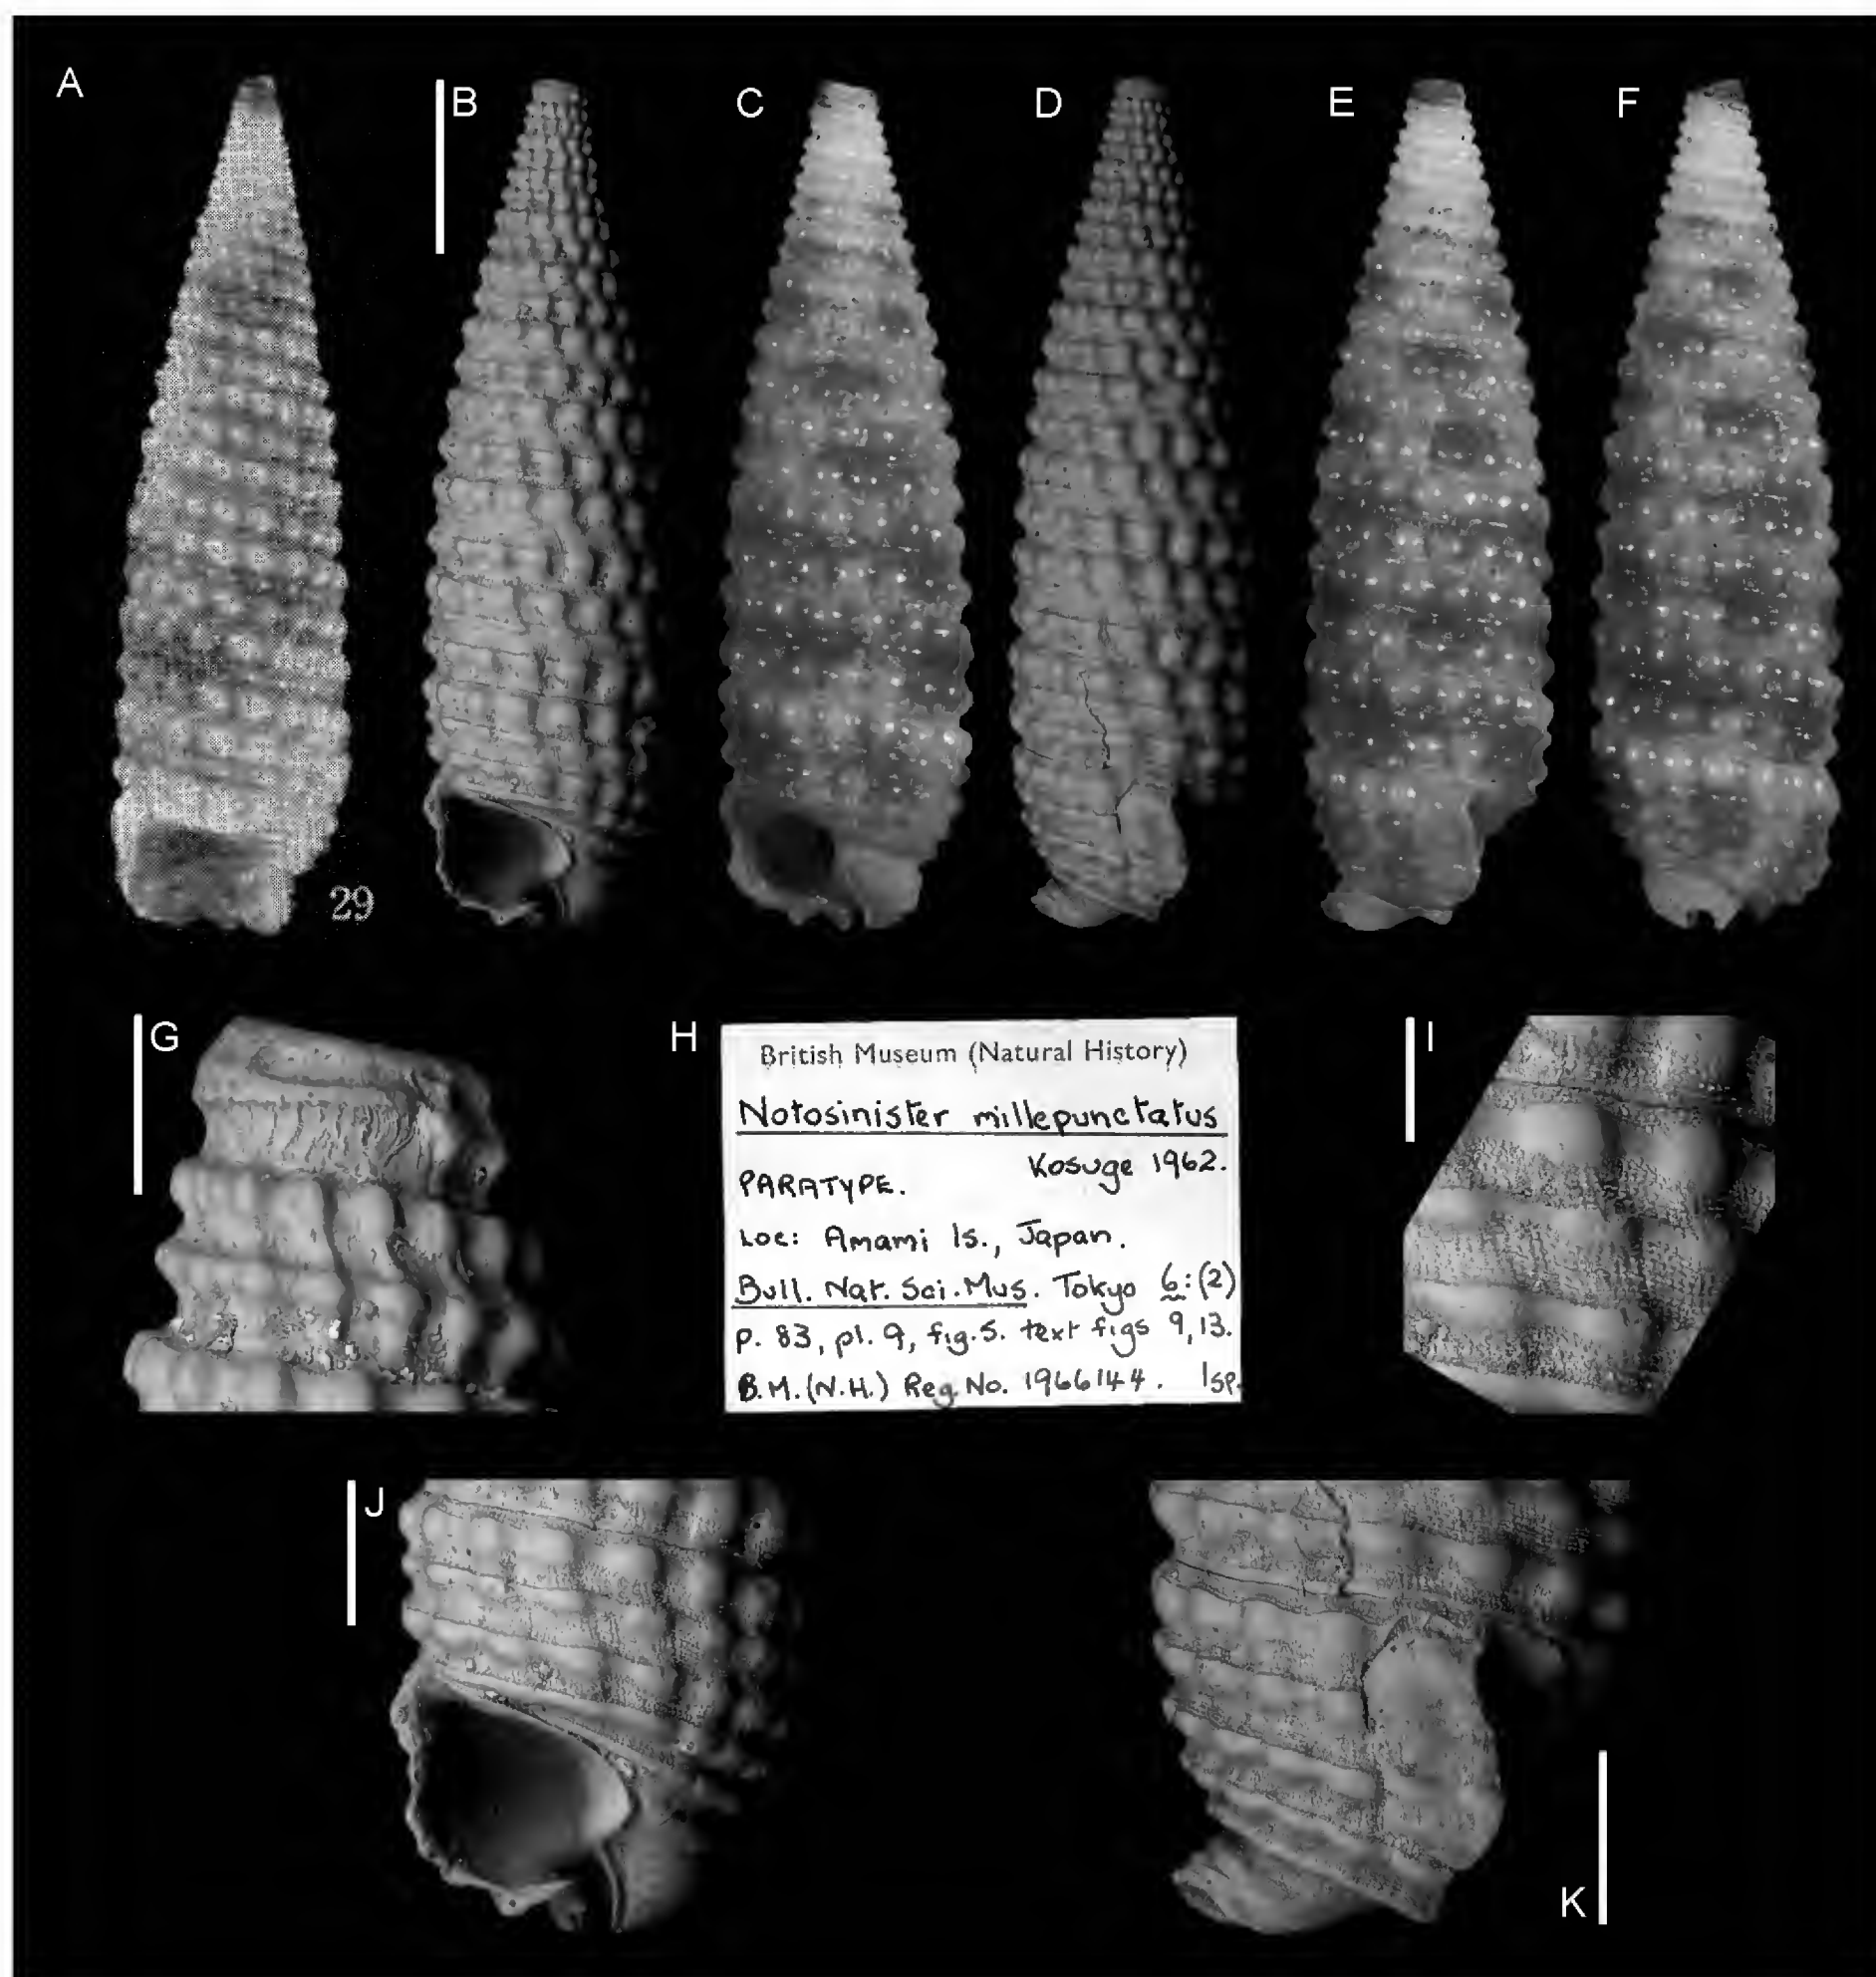 A
B
C
D
E
F
29
G
H
I
British Museum (Natural History)
Notosinister millepunctatus
Kosuge 1962.
PARATYPE.
Loc: Amami Is., Japan.
Bull. Nat. Sci. Mus. Tokyo 6:(2)
p. 83, pl. 9, fig. 5. text figs 9,13.
B.M.(N.H.) Reg. No. 1966144. 1sp.
J
K